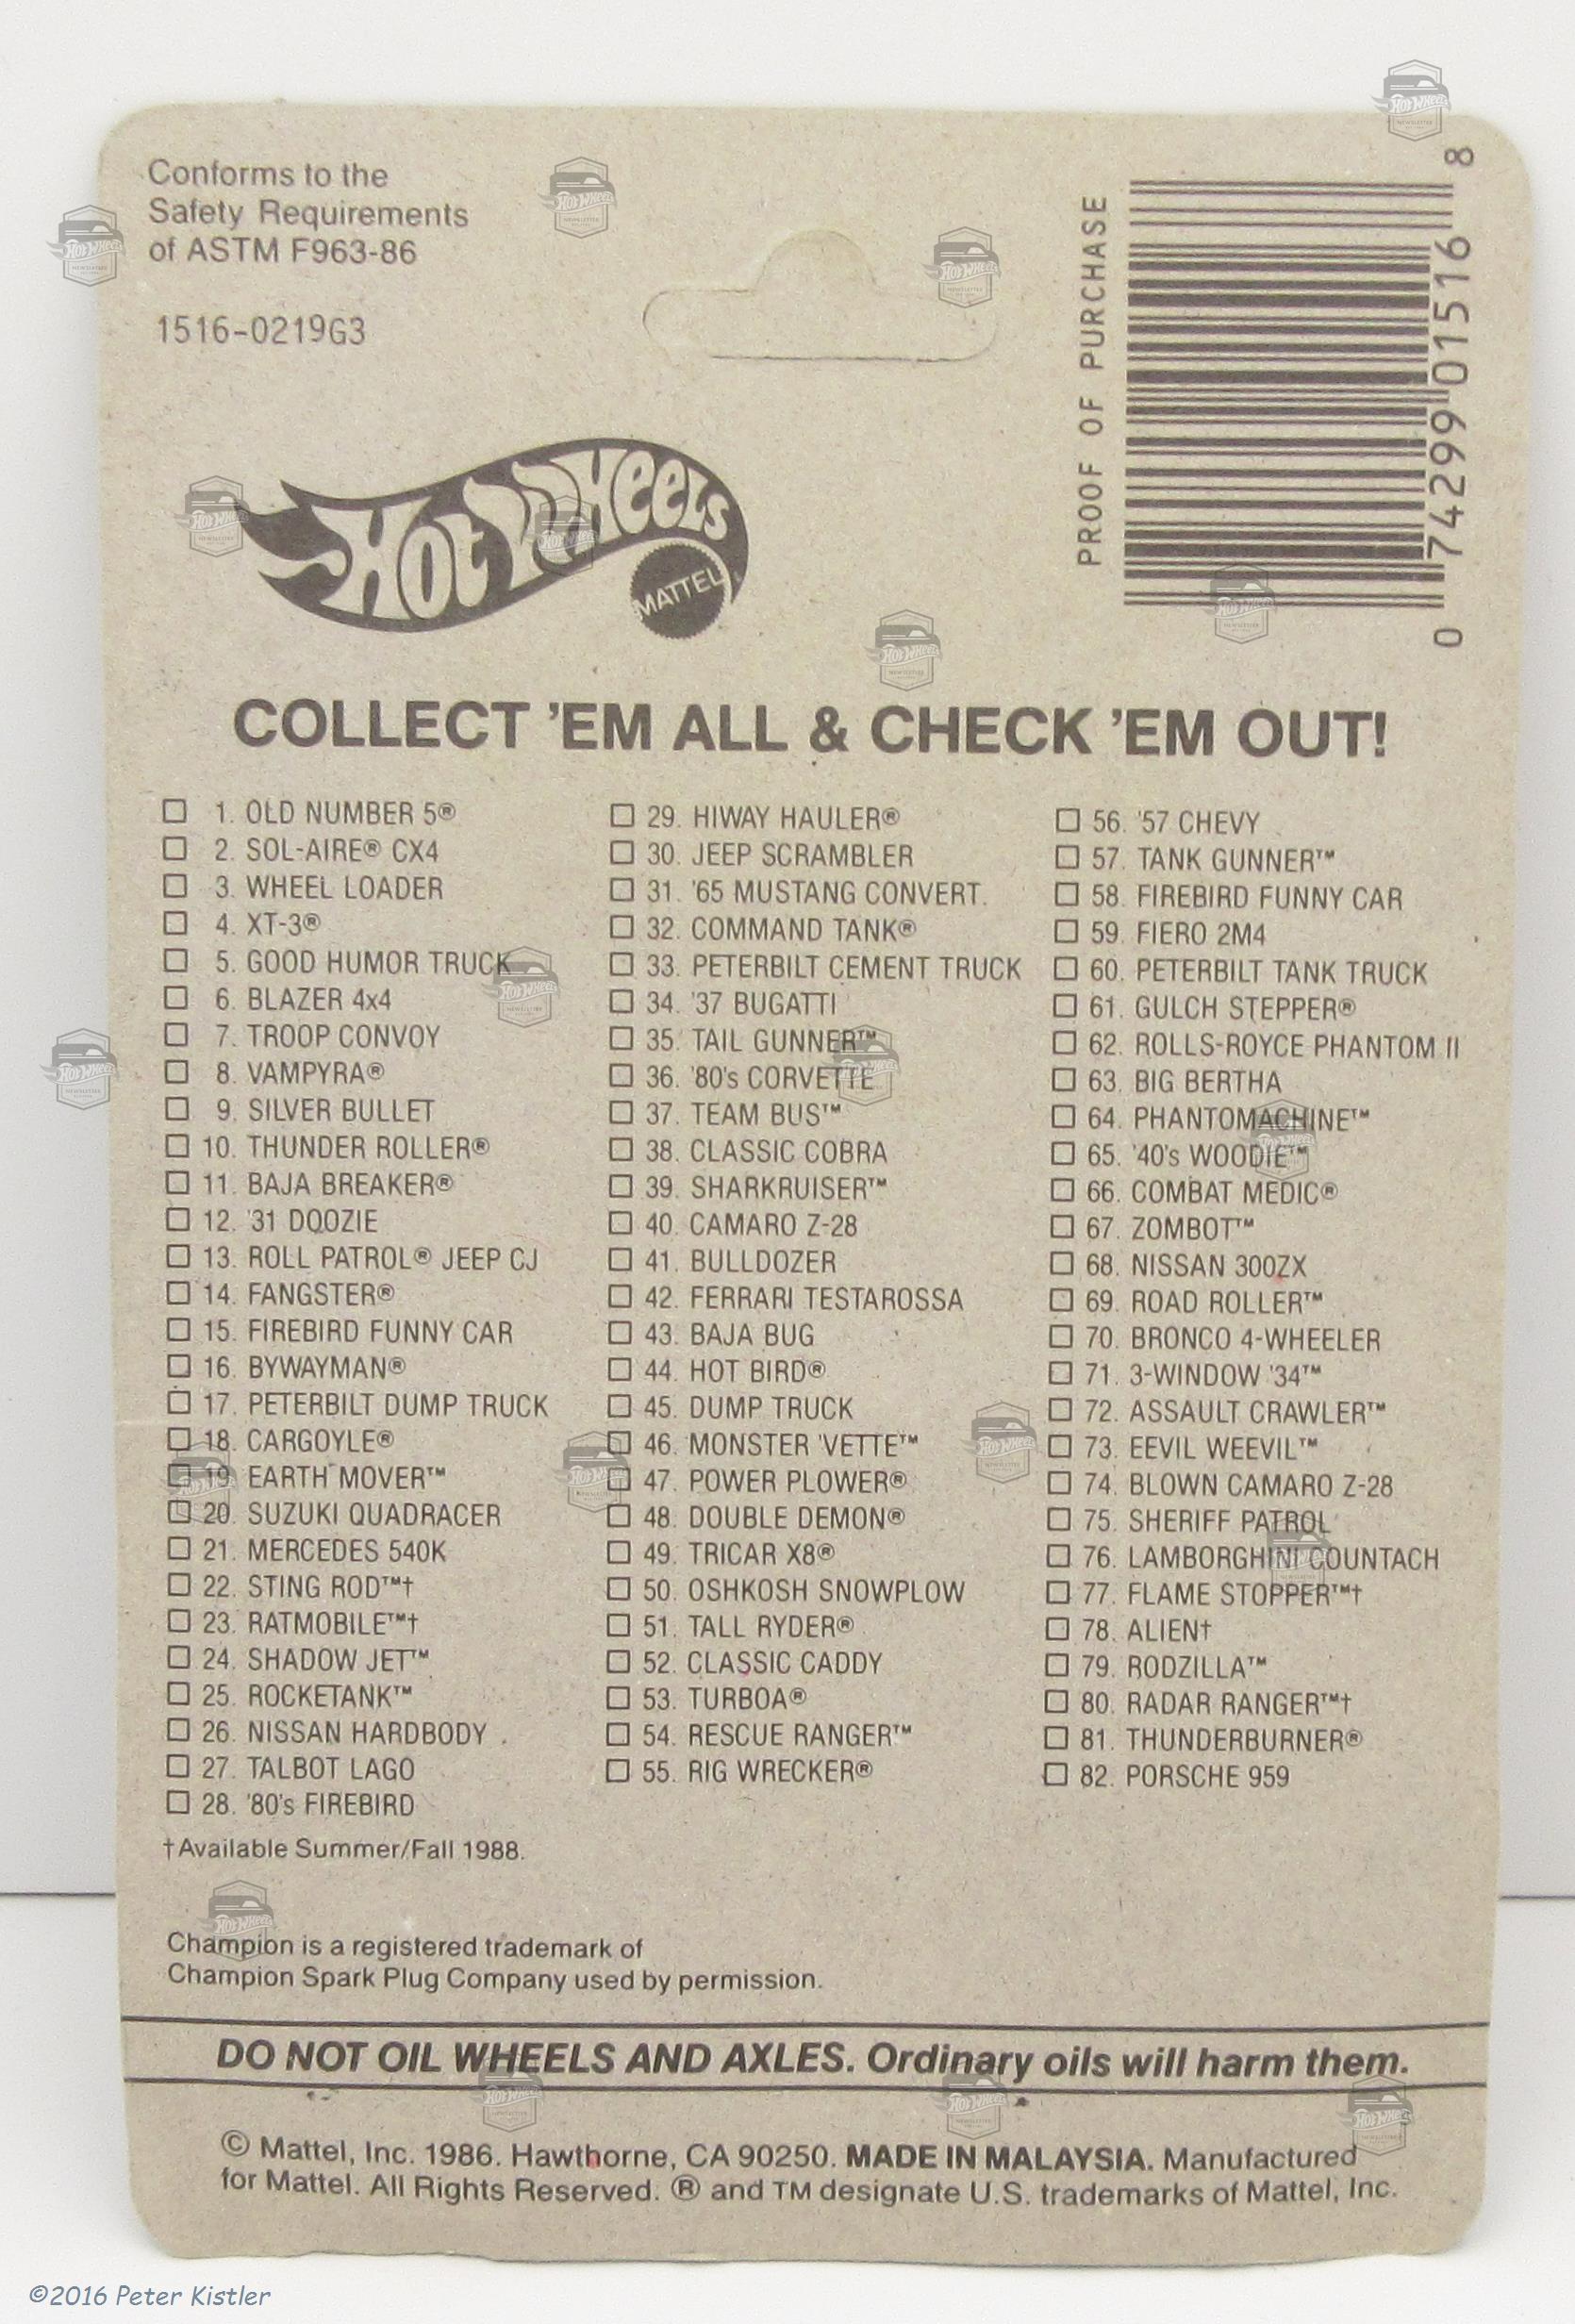 Conforms to the
Safety Requirements
of ASTM F963-86
1516-0219G3
PROOF OF PURCHASE
0 74299 01516 8
Hot Wheels
MATTEL
COLLECT 'EM ALL & CHECK 'EM OUT!
1. OLD NUMBER 5®
2. SOL-AIRE® CX4
3. WHEEL LOADER
4. XT-3®
5. GOOD HUMOR TRUCK
6. BLAZER 4x4
7. TROOP CONVOY
8. VAMPYRA®
9. SILVER BULLET
10. THUNDER ROLLER®
11. BAJA BREAKER®
12. '31 DOOZIE
13. ROLL PATROL® JEEP CJ
14. FANGSTER®
15. FIREBIRD FUNNY CAR
16. BYWAYMAN®
17. PETERBILT DUMP TRUCK
18. CARGOYLE®
19. EARTH MOVER™
20. SUZUKI QUADRACER
21. MERCEDES 540K
22. STING ROD™†
23. RATMOBILE™†
24. SHADOW JET™
25. ROCKETANK™
26. NISSAN HARDBODY
27. TALBOT LAGO
28. '80's FIREBIRD
29. HIWAY HAULER®
30. JEEP SCRAMBLER
31. '65 MUSTANG CONVERT.
32. COMMAND TANK®
33. PETERBILT CEMENT TRUCK
34. '37 BUGATTI
35. TAIL GUNNER™
36. '80's CORVETTE
37. TEAM BUS™
38. CLASSIC COBRA
39. SHARKRUISER™
40. CAMARO Z-28
41. BULLDOZER
42. FERRARI TESTAROSSA
43. BAJA BUG
44. HOT BIRD®
45. DUMP TRUCK
46. MONSTER 'VETTE™
47. POWER PLOWER®
48. DOUBLE DEMON®
49. TRICAR X8®
50. OSHKOSH SNOWPLOW
51. TALL RYDER®
52. CLASSIC CADDY
53. TURBOA®
54. RESCUE RANGER™
55. RIG WRECKER®
56. '57 CHEVY
57. TANK GUNNER™
58. FIREBIRD FUNNY CAR
59. FIERO 2M4
60. PETERBILT TANK TRUCK
61. GULCH STEPPER®
62. ROLLS-ROYCE PHANTOM II
63. BIG BERTHA
64. PHANTOMACHINE™
65. '40's WOODIE™
66. COMBAT MEDIC®
67. ZOMBOT™
68. NISSAN 300ZX
69. ROAD ROLLER™
70. BRONCO 4-WHEELER
71. 3-WINDOW '34™
72. ASSAULT CRAWLER™
73. EEVIL WEEVIL™
74. BLOWN CAMARO Z-28
75. SHERIFF PATROL
76. LAMBORGHINI COUNTACH
77. FLAME STOPPER™†
78. ALIEN†
79. RODZILLA™
80. RADAR RANGER™†
81. THUNDERBURNER®
82. PORSCHE 959
†Available Summer/Fall 1988.
Champion is a registered trademark of
Champion Spark Plug Company used by permission.
DO NOT OIL WHEELS AND AXLES. Ordinary oils will harm them.
© Mattel, Inc. 1986. Hawthorne, CA 90250. MADE IN MALAYSIA. Manufactured
for Mattel. All Rights Reserved. ® and TM designate U.S. trademarks of Mattel, Inc.
©2016 Peter Kistler